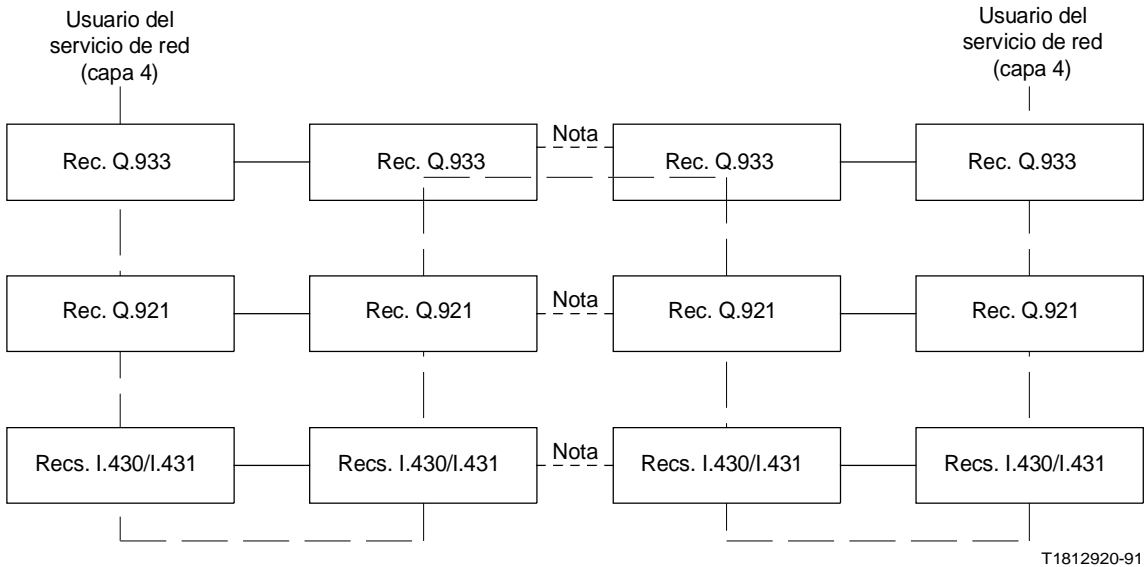 Usuario del
servicio de red
(capa 4)
Usuario del
servicio de red
(capa 4)
Rec. Q.933
Rec. Q.933
Nota
Rec. Q.933
Rec. Q.933
Rec. Q.921
Rec. Q.921
Nota
Rec. Q.921
Rec. Q.921
Recs. I.430/I.431
Recs. I.430/I.431
Nota
Recs. I.430/I.431
Recs. I.430/I.431
T1812920-91